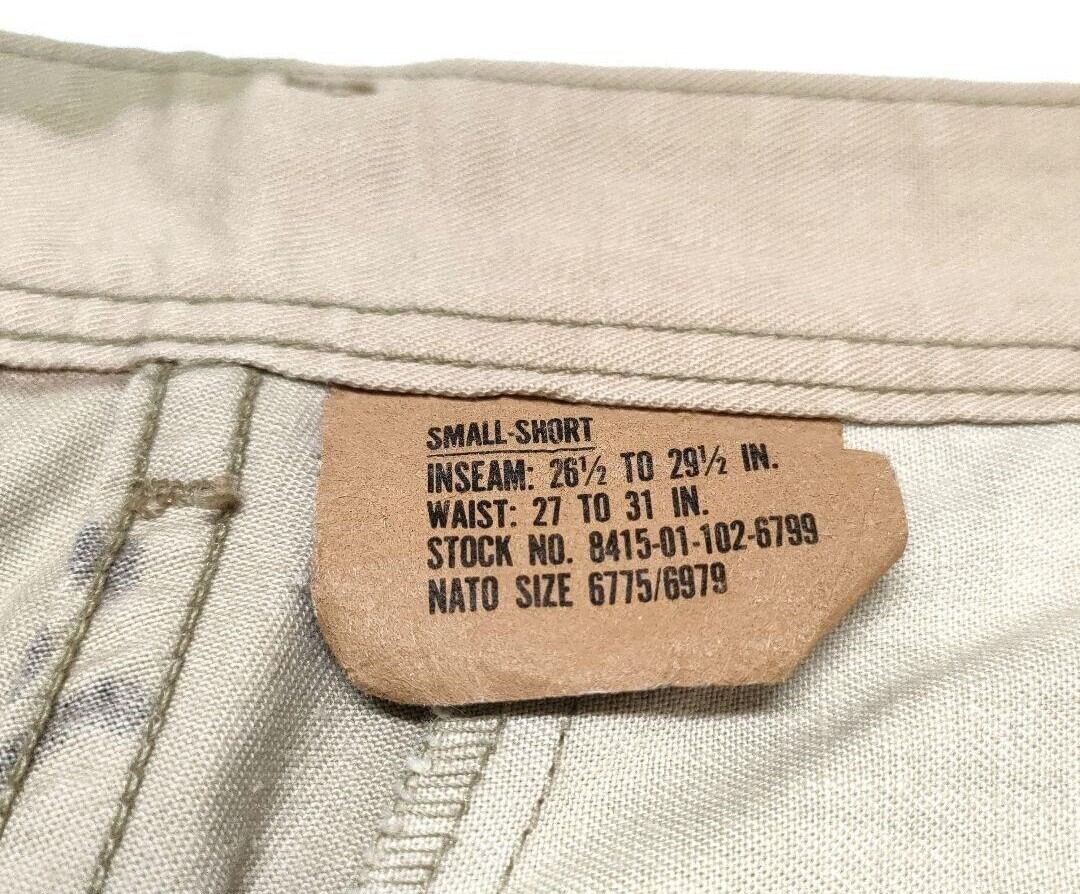 SMALL-SHORT
INSEAM: 26½ TO 29½ IN.
WAIST: 27 TO 31 IN.
STOCK NO. 8415-01-102-6799
NATO SIZE 6775/6979